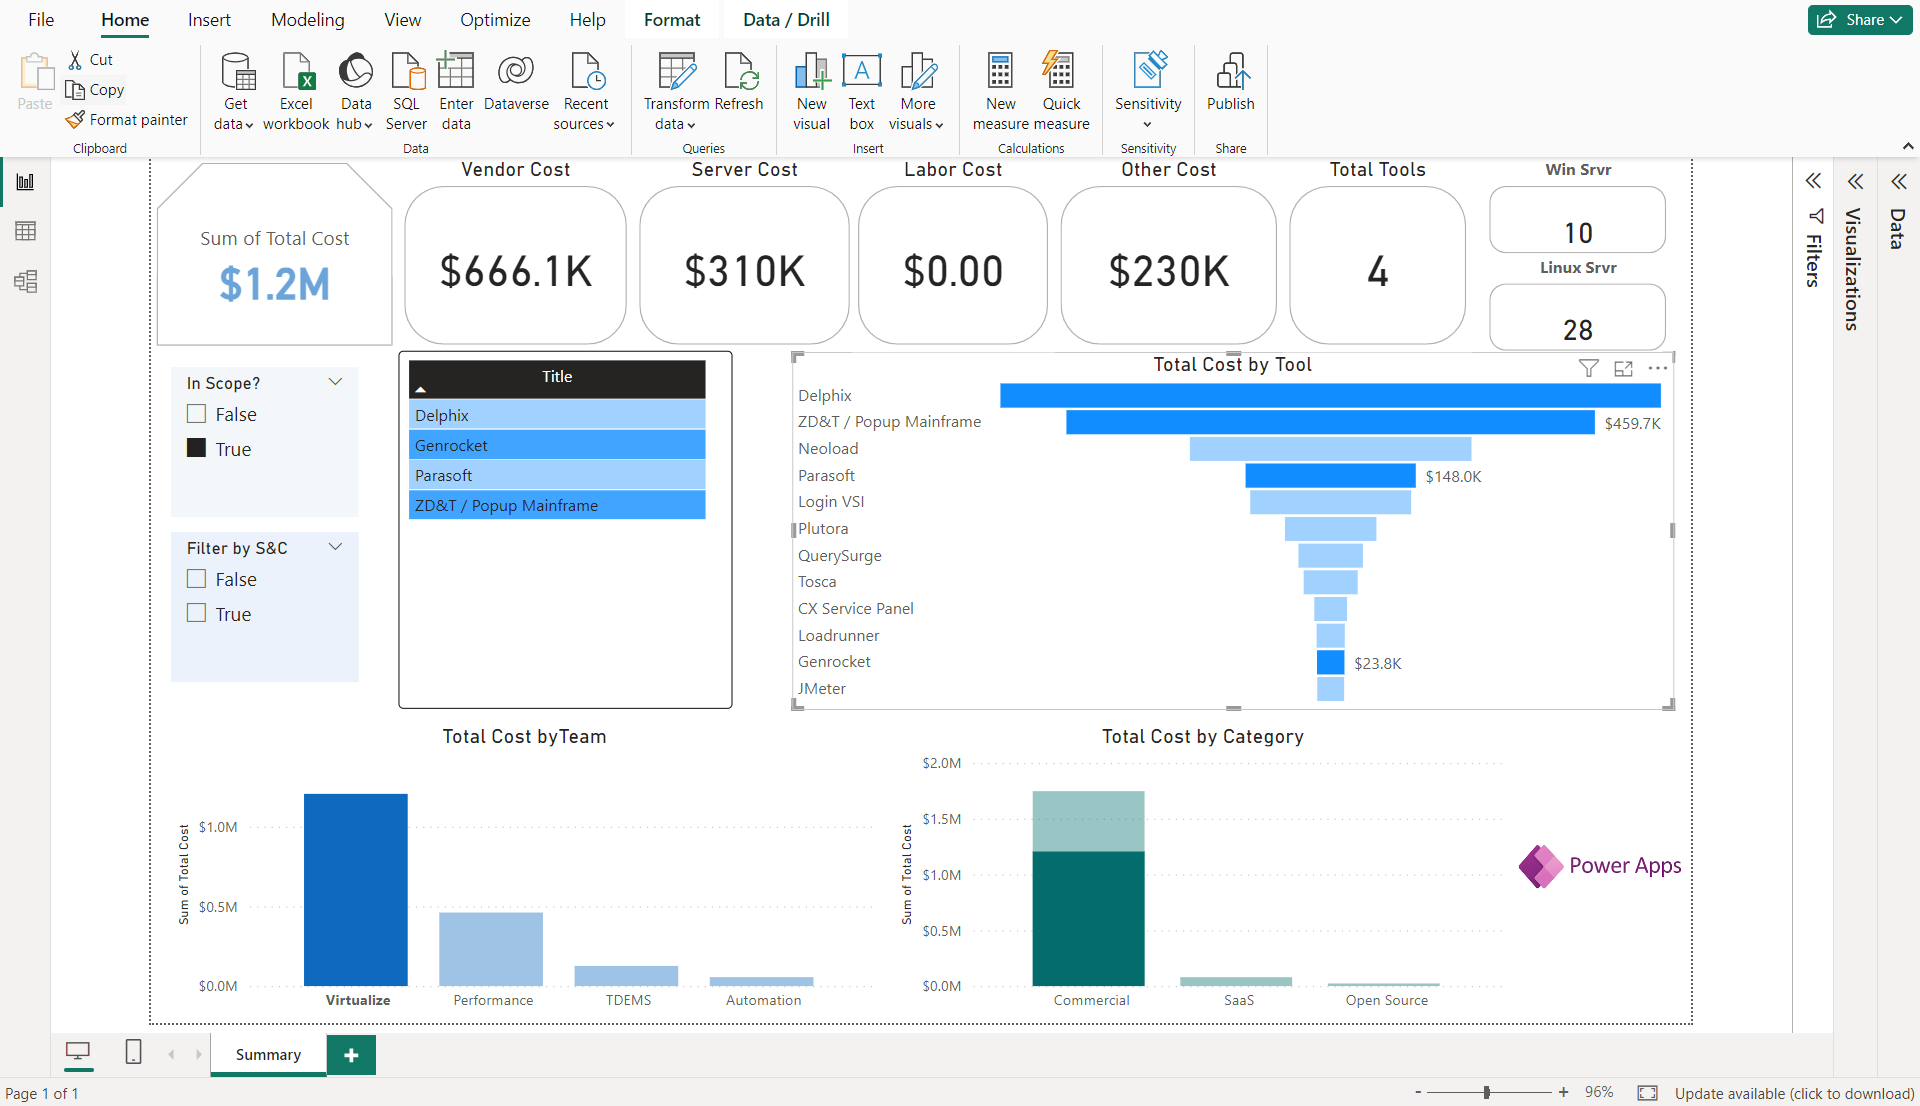 File Home Insert Modeling View Optimize Help Format Data / Drill Share
Paste
Cut
Copy
Format painter
Clipboard
Get data
Excel workbook
Data hub
SQL Server
Enter data
Dataverse
Recent sources
Data
Transform data
Refresh
Queries
New visual
Text box
More visuals
Insert
New measure
Quick measure
Calculations
Sensitivity
Sensitivity
Publish
Share
Sum of Total Cost
$1.2M
Vendor Cost
$666.1K
Server Cost
$310K
Labor Cost
$0.00
Other Cost
$230K
Total Tools
4
Win Srvr
10
Linux Srvr
28
Filters
Visualizations
Data
In Scope?
False
True
Filter by S&C
False
True
Title
Delphix
Genrocket
Parasoft
ZD&T / Popup Mainframe
Total Cost by Tool
Delphix
ZD&T / Popup Mainframe $459.7K
Neoload
Parasoft $148.0K
Login VSI
Plutora
QuerySurge
Tosca
CX Service Panel
Loadrunner
Genrocket $23.8K
JMeter
Total Cost byTeam
Sum of Total Cost
$1.0M
$0.5M
$0.0M
Virtualize Performance TDEMS Automation
Total Cost by Category
Sum of Total Cost
$2.0M
$1.5M
$1.0M
$0.5M
$0.0M
Commercial SaaS Open Source
Power Apps
Summary
Page 1 of 1
- + 96% Update available (click to download)